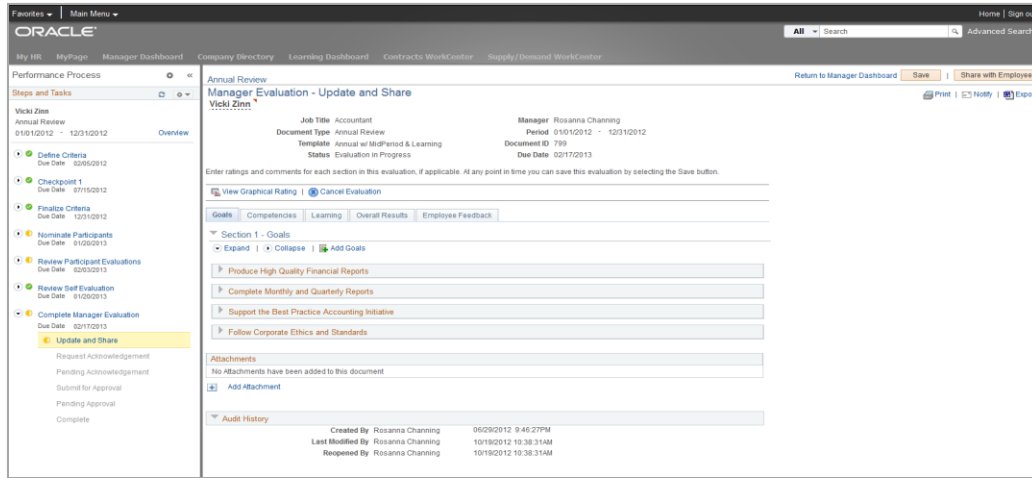 Favorites Main Menu Home | Sign ou
ORACLE' All Search Advanced Search
My HR MyPage Manager Dashboard Company Directory Learning Dashboard Contracts WorkCenter Supply/Demand WorkCenter
Performance Process
Steps and Tasks
Vicki Zinn
Annual Review
01/01/2012 - 12/31/2012 Overview
Define Criteria
Due Date 02/05/2012
Checkpoint 1
Due Date 07/15/2012
Finalize Criteria
Due Date 12/31/2012
Nominate Participants
Due Date 01/20/2013
Review Participant Evaluations
Due Date 02/03/2013
Review Self Evaluation
Due Date 01/20/2013
Complete Manager Evaluation
Due Date 02/17/2013
Update and Share
Request Acknowledgement
Pending Acknowledgement
Submit for Approval
Pending Approval
Complete
Annual Review Return to Manager Dashboard Save | Share with Employee
Manager Evaluation - Update and Share Print | Notify | Expo
Vicki Zinn
Job Title Accountant Manager Rosanna Channing
Document Type Annual Review Period 01/01/2012 - 12/31/2012
Template Annual w/ MidPeriod & Learning Document ID 799
Status Evaluation in Progress Due Date 02/17/2013
Enter ratings and comments for each section in this evaluation, if applicable. At any point in time you can save this evaluation by selecting the Save button.
View Graphical Rating | Cancel Evaluation
Goals Competencies Learning Overall Results Employee Feedback
Section 1 - Goals
Expand | Collapse | Add Goals
Produce High Quality Financial Reports
Complete Monthly and Quarterly Reports
Support the Best Practice Accounting Initiative
Follow Corporate Ethics and Standards
Attachments
No Attachments have been added to this document
Add Attachment
Audit History
Created By Rosanna Channing 06/29/2012 9:46:27PM
Last Modified By Rosanna Channing 10/19/2012 10:38:31AM
Reopened By Rosanna Channing 10/19/2012 10:38:31AM